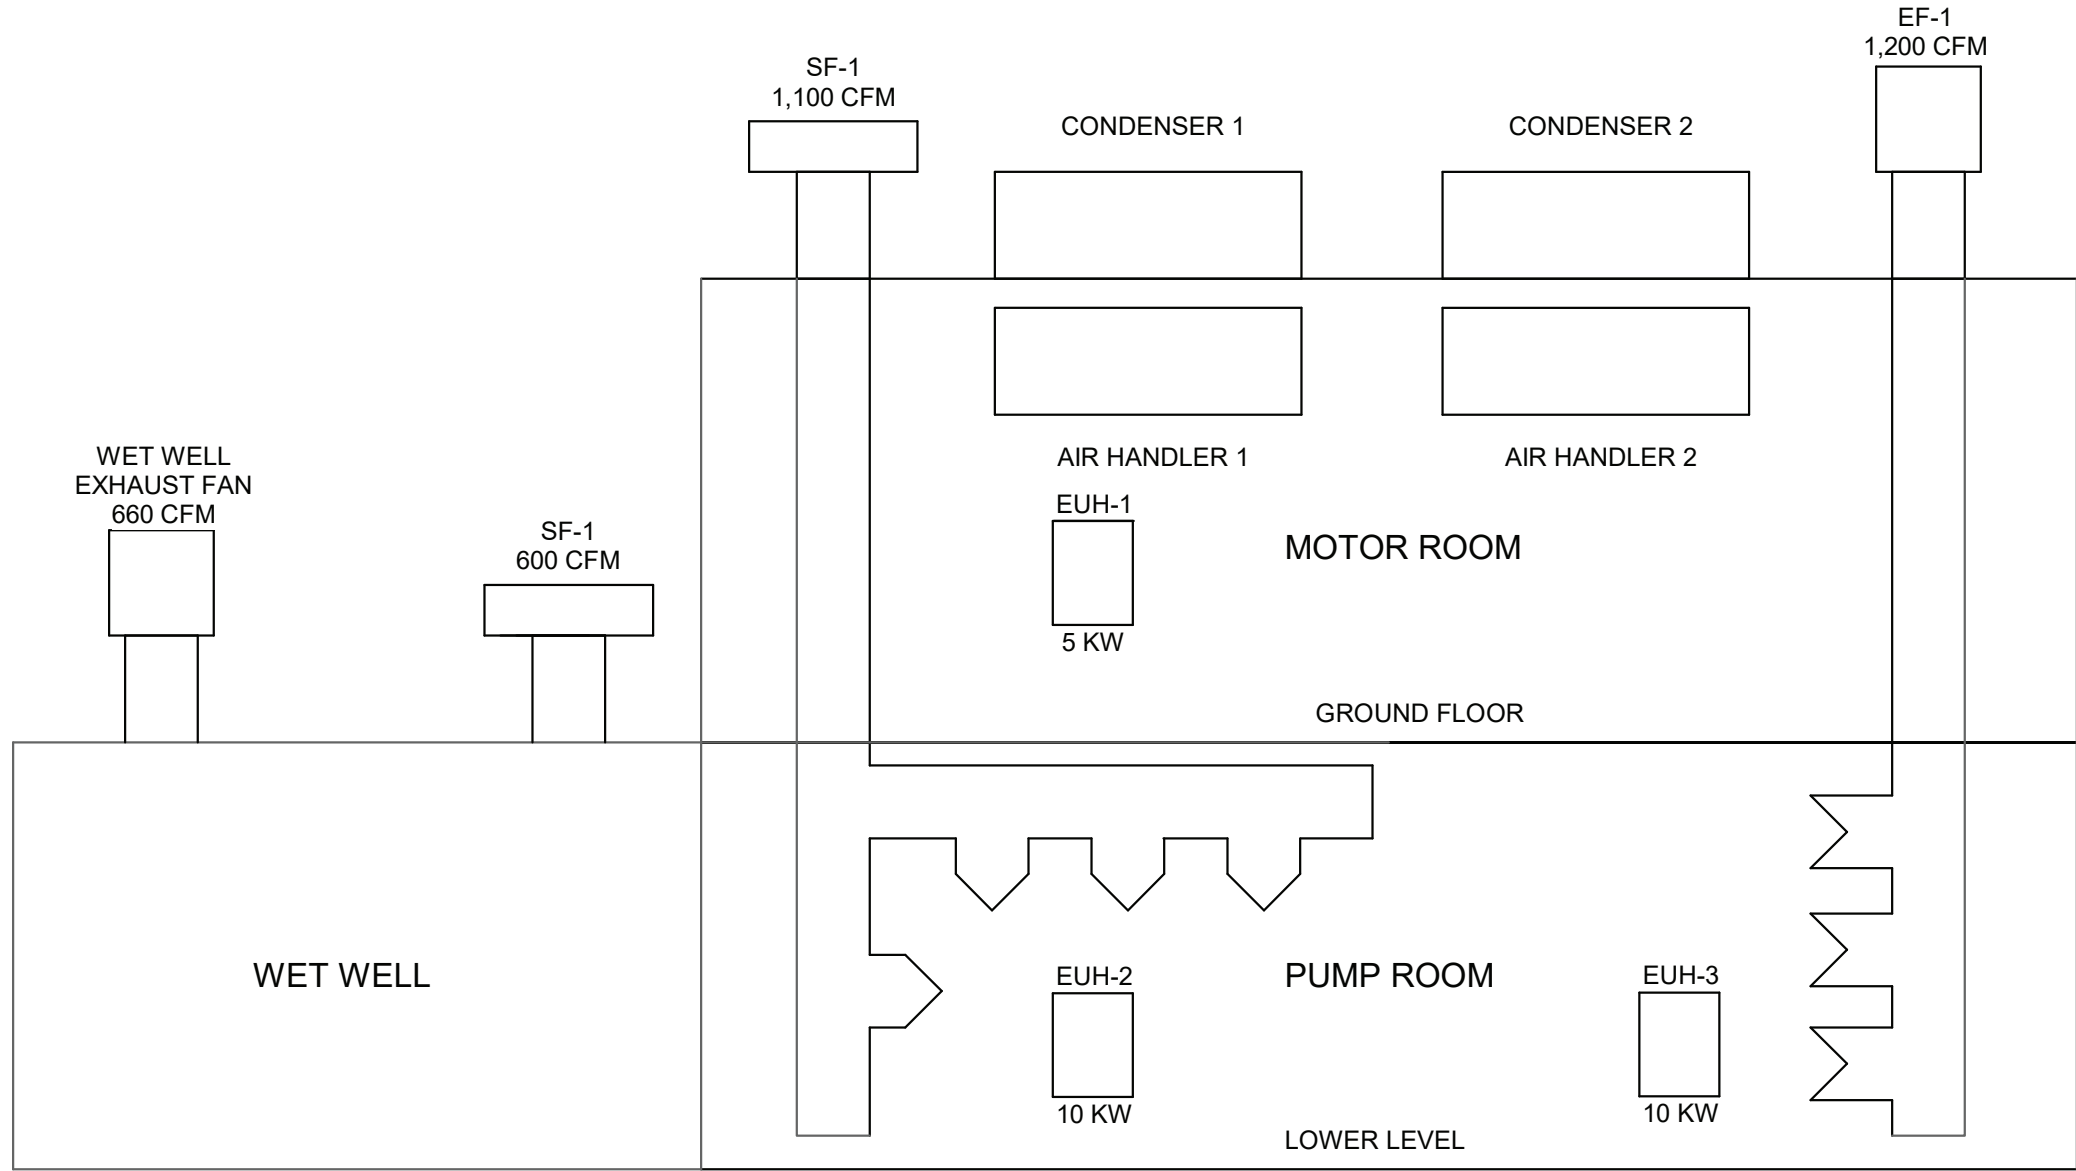 EF-1
1,200 CFM
SF-1
1,100 CFM
CONDENSER 1
CONDENSER 2
AIR HANDLER 1
AIR HANDLER 2
WET WELL
EXHAUST FAN
660 CFM
SF-1
600 CFM
EUH-1
5 KW
MOTOR ROOM
GROUND FLOOR
WET WELL
EUH-2
10 KW
PUMP ROOM
EUH-3
10 KW
LOWER LEVEL